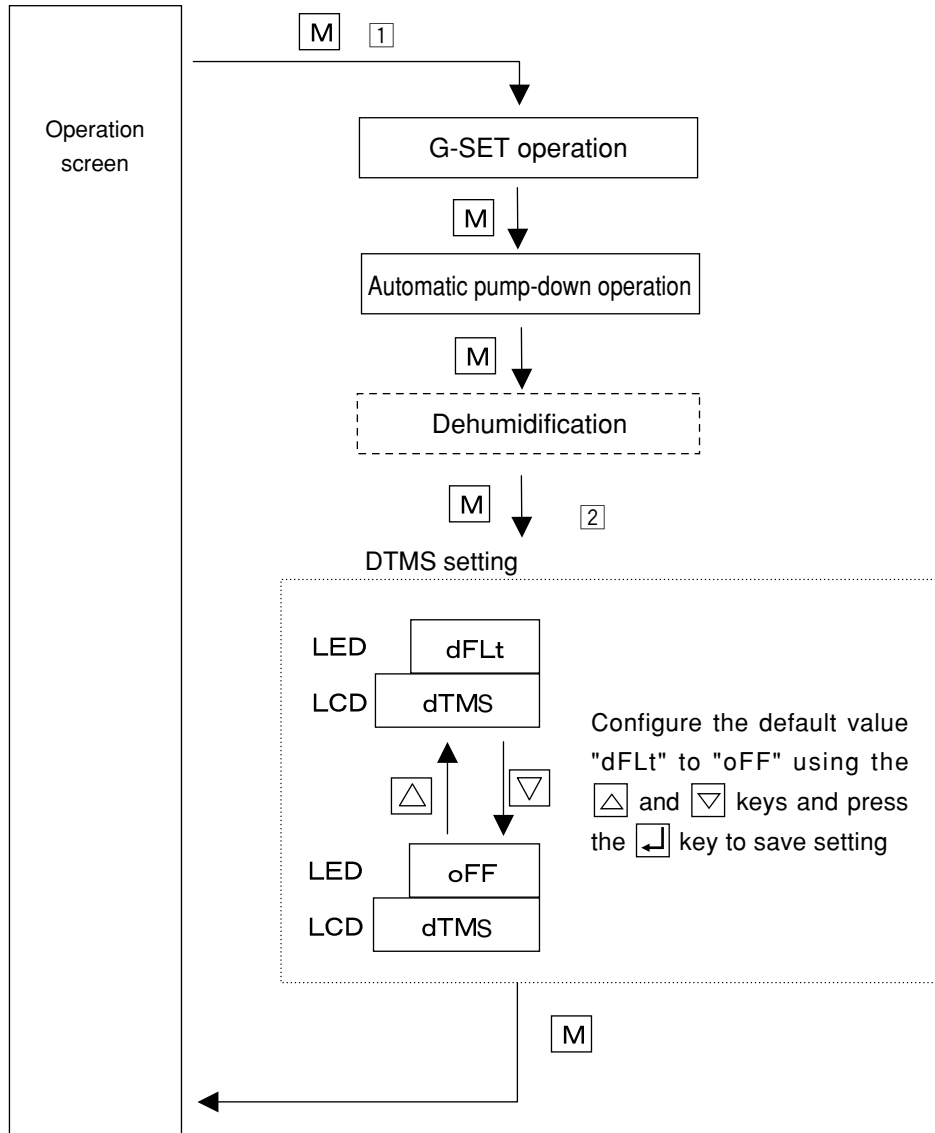 M 1
Operation
screen
G-SET operation
M
Automatic pump-down operation
M
Dehumidification
M 2
DTMS setting
LED dFLt
LCD dTMS
Configure the default value
"dFLt" to "oFF" using the
△ and ▽ keys and press
the ↵ key to save setting
△ ▽
LED oFF
LCD dTMS
M